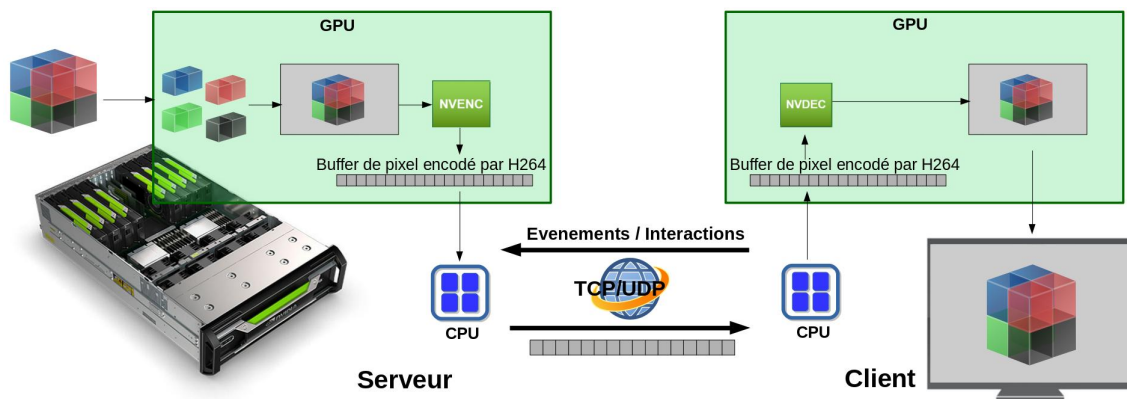 GPU
GPU
NVENC
NVDEC
Buffer de pixel encodé par H264
Buffer de pixel encodé par H264
Evenements / Interactions
TCP/UDP
CPU
CPU
Serveur
Client